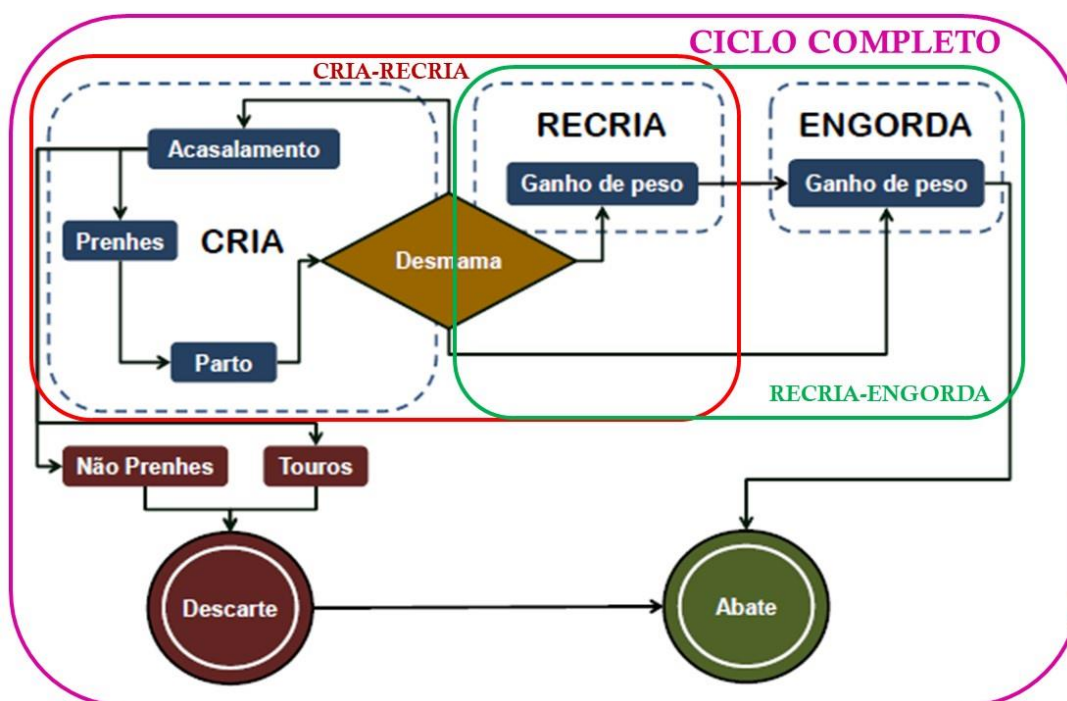 CICLO COMPLETO
CRIA-RECRIA
RECRIA
ENGORDA
Acasalamento
Ganho de peso
Ganho de peso
Prenhes
CRIA
Desmama
Parto
RECRIA-ENGORDA
Não Prenhes
Touros
Descarte
Abate